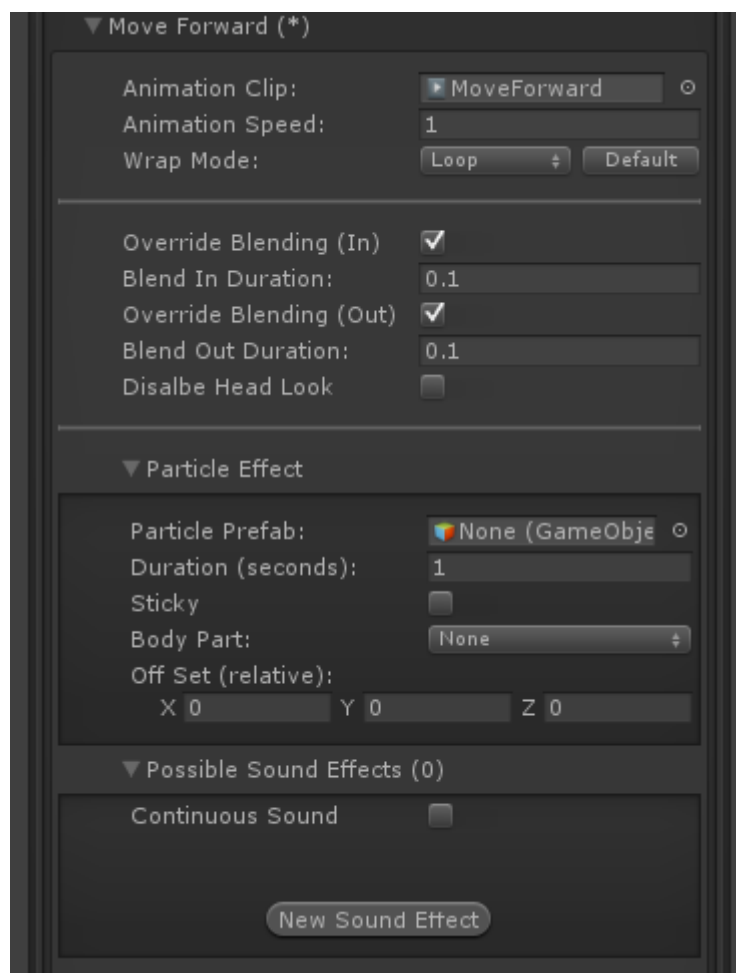 Move Forward (*)
Animation Clip: MoveForward
Animation Speed: 1
Wrap Mode: Loop Default
Override Blending (In)
Blend In Duration: 0.1
Override Blending (Out)
Blend Out Duration: 0.1
Disalbe Head Look
Particle Effect
Particle Prefab: None (GameObje
Duration (seconds): 1
Sticky
Body Part: None
Off Set (relative):
X 0 Y 0 Z 0
Possible Sound Effects (0)
Continuous Sound
New Sound Effect